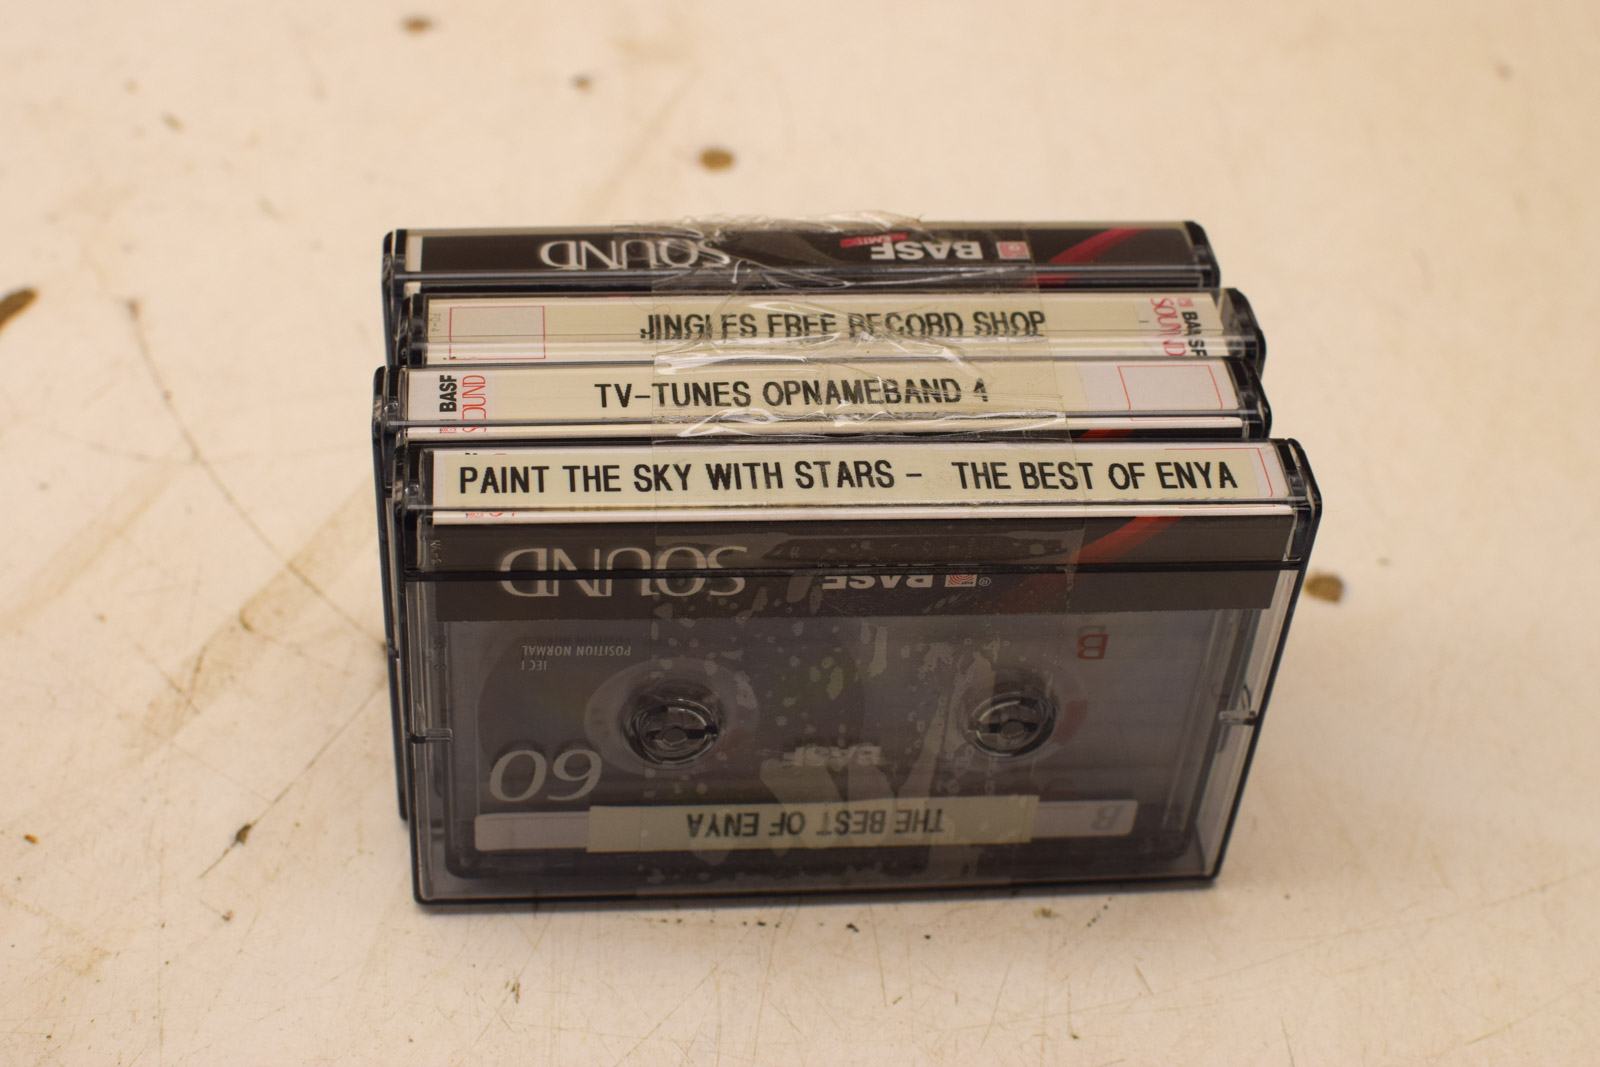 SOUND BASF
JINGLES FREE RECORD SHOP
BASF
SOUND
BASF
SOUND
TV-TUNES OPNAMEBAND 4
PAINT THE SKY WITH STARS - THE BEST OF ENYA
SOUND BASF ®
B
POSITION NORMAL
IEC I
BASF
60
THE BEST OF ENYA
B